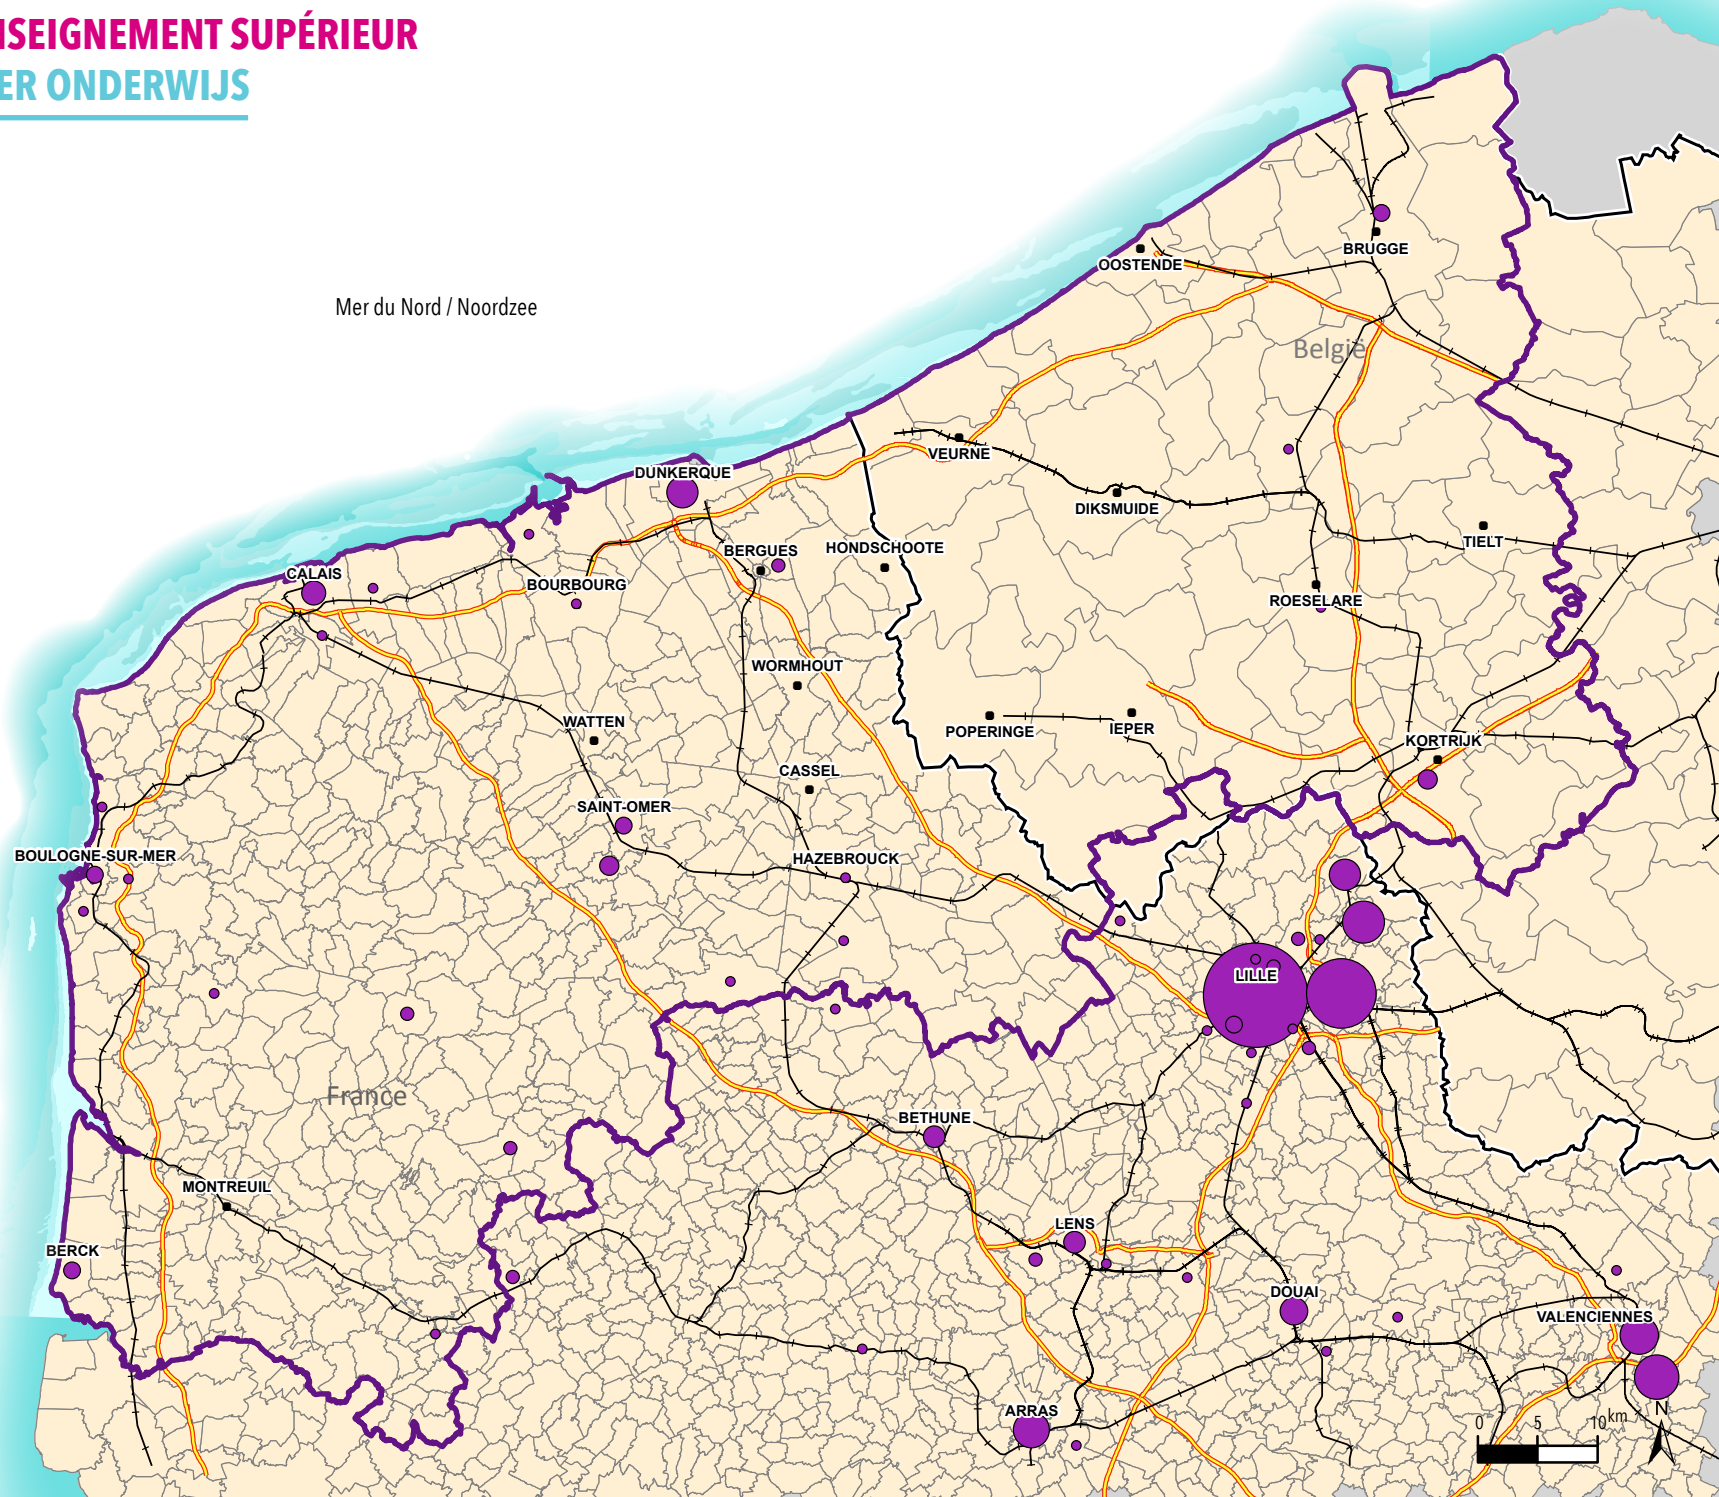 NSEIGNEMENT SUPÉRIEUR
ER ONDERWIJS
Mer du Nord / Noordzee
BRUGGE
OOSTENDE
België
VEURNE
DUNKERQUE
DIKSMUIDE
TIELT
BERGUES
HONDSCHOOTE
CALAIS
BOURBOURG
ROESELARE
WORMHOUT
WATTEN
POPERINGE
IEPER
KORTRIJK
CASSEL
SAINT-OMER
BOULOGNE-SUR-MER
HAZEBROUCK
LILLE
France
BETHUNE
MONTREUIL
LENS
BERCK
DOUAI
VALENCIENNES
ARRAS
N
0 5 10 km